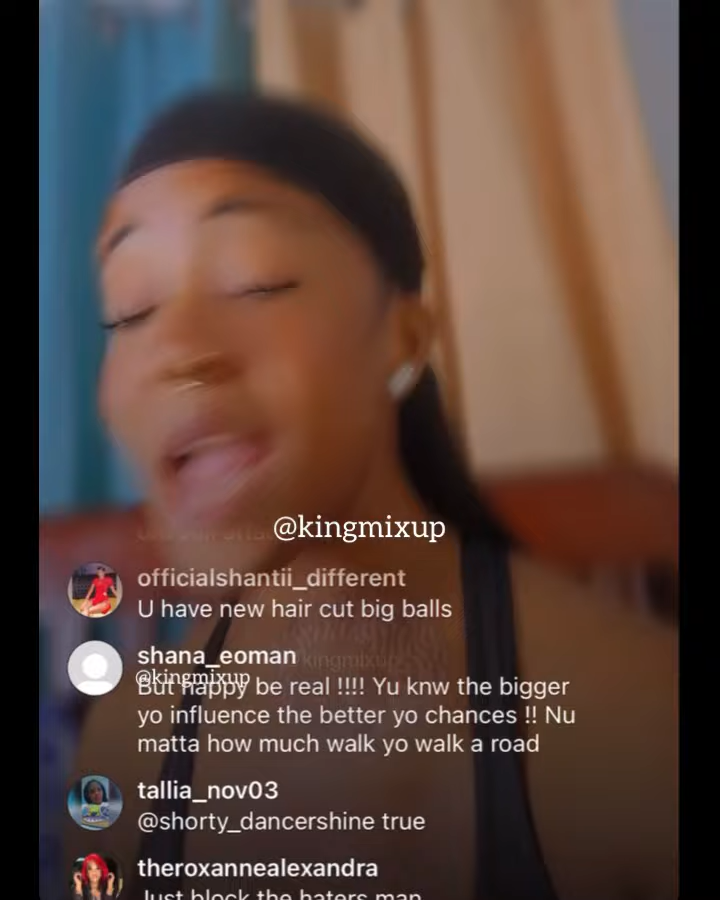 @kingmixup
officialshantii_different
U have new hair cut big balls
shana_eoman
kingmixup
@kingmixup
But happy be real !!!! Yu knw the bigger
yo influence the better yo chances !! Nu
matta how much walk yo walk a road
tallia_nov03
@shorty_dancershine true
theroxannealexandra
Just block the haters man